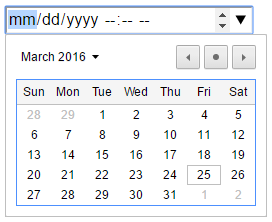 mm/dd/yyyy --:-- --
March 2016
Sun Mon Tue Wed Thu Fri Sat
28 29 1 2 3 4 5
6 7 8 9 10 11 12
13 14 15 16 17 18 19
20 21 22 23 24 25 26
27 28 29 30 31 1 2